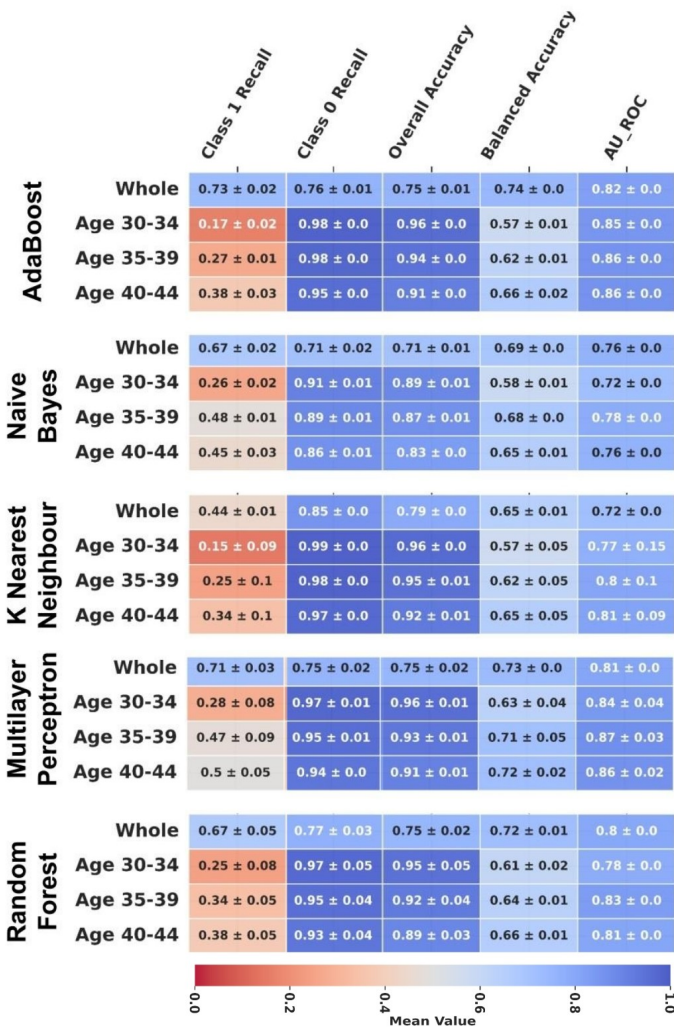 Class 1 Recall Class 0 Recall Overall Accuracy Balanced Accuracy AU_ROC
AdaBoost
Whole 0.73 ± 0.02 0.76 ± 0.01 0.75 ± 0.01 0.74 ± 0.0 0.82 ± 0.0
Age 30-34 0.17 ± 0.02 0.98 ± 0.0 0.96 ± 0.0 0.57 ± 0.01 0.85 ± 0.0
Age 35-39 0.27 ± 0.01 0.98 ± 0.0 0.94 ± 0.0 0.62 ± 0.01 0.86 ± 0.0
Age 40-44 0.38 ± 0.03 0.95 ± 0.0 0.91 ± 0.0 0.66 ± 0.02 0.86 ± 0.0
Naive
Bayes
Whole 0.67 ± 0.02 0.71 ± 0.02 0.71 ± 0.01 0.69 ± 0.0 0.76 ± 0.0
Age 30-34 0.26 ± 0.02 0.91 ± 0.01 0.89 ± 0.01 0.58 ± 0.01 0.72 ± 0.0
Age 35-39 0.48 ± 0.01 0.89 ± 0.01 0.87 ± 0.01 0.68 ± 0.0 0.78 ± 0.0
Age 40-44 0.45 ± 0.03 0.86 ± 0.01 0.83 ± 0.0 0.65 ± 0.01 0.76 ± 0.0
K Nearest
Neighbour
Whole 0.44 ± 0.01 0.85 ± 0.0 0.79 ± 0.0 0.65 ± 0.01 0.72 ± 0.0
Age 30-34 0.15 ± 0.09 0.99 ± 0.0 0.96 ± 0.0 0.57 ± 0.05 0.77 ± 0.15
Age 35-39 0.25 ± 0.1 0.98 ± 0.0 0.95 ± 0.01 0.62 ± 0.05 0.8 ± 0.1
Age 40-44 0.34 ± 0.1 0.97 ± 0.0 0.92 ± 0.01 0.65 ± 0.05 0.81 ± 0.09
Multilayer
Perceptron
Whole 0.71 ± 0.03 0.75 ± 0.02 0.75 ± 0.02 0.73 ± 0.0 0.81 ± 0.0
Age 30-34 0.28 ± 0.08 0.97 ± 0.01 0.96 ± 0.01 0.63 ± 0.04 0.84 ± 0.04
Age 35-39 0.47 ± 0.09 0.95 ± 0.01 0.93 ± 0.01 0.71 ± 0.05 0.87 ± 0.03
Age 40-44 0.5 ± 0.05 0.94 ± 0.0 0.91 ± 0.01 0.72 ± 0.02 0.86 ± 0.02
Random
Forest
Whole 0.67 ± 0.05 0.77 ± 0.03 0.75 ± 0.02 0.72 ± 0.01 0.8 ± 0.0
Age 30-34 0.25 ± 0.08 0.97 ± 0.05 0.95 ± 0.05 0.61 ± 0.02 0.78 ± 0.0
Age 35-39 0.34 ± 0.05 0.95 ± 0.04 0.92 ± 0.04 0.64 ± 0.01 0.83 ± 0.0
Age 40-44 0.38 ± 0.05 0.93 ± 0.04 0.89 ± 0.03 0.66 ± 0.01 0.81 ± 0.0
0.0 0.2 0.4 0.6 0.8 1.0
Mean Value